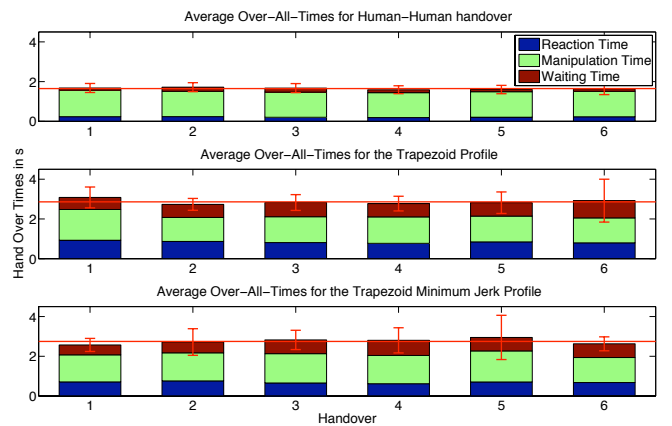 Average Over-All-Times for Human-Human handover
4
2
0
Reaction Time
Manipulation Time
Waiting Time
1 2 3 4 5 6
Average Over-All-Times for the Trapezoid Profile
Hand Over Times in s
4
2
0
1 2 3 4 5 6
Average Over-All-Times for the Trapezoid Minimum Jerk Profile
4
2
0
1 2 3 4 5 6
Handover